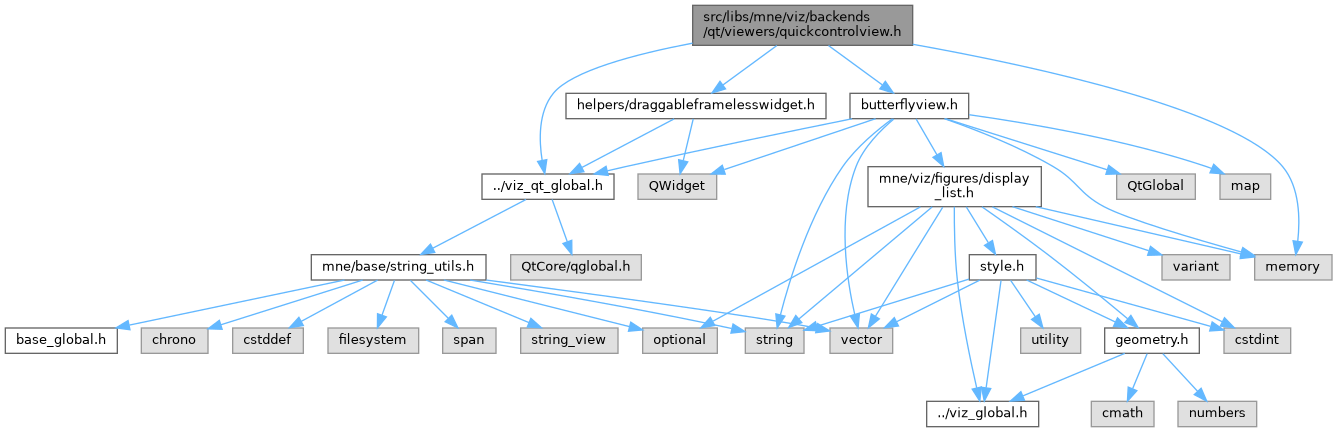 src/libs/mne/viz/backends
/qt/viewers/quickcontrolview.h
helpers/draggableframelesswidget.h
butterflyview.h
../viz_qt_global.h
QWidget
mne/viz/figures/display
_list.h
QtGlobal
map
mne/base/string_utils.h
QtCore/qglobal.h
style.h
variant
memory
base_global.h
chrono
cstddef
filesystem
span
string_view
optional
string
vector
utility
geometry.h
cstdint
../viz_global.h
cmath
numbers